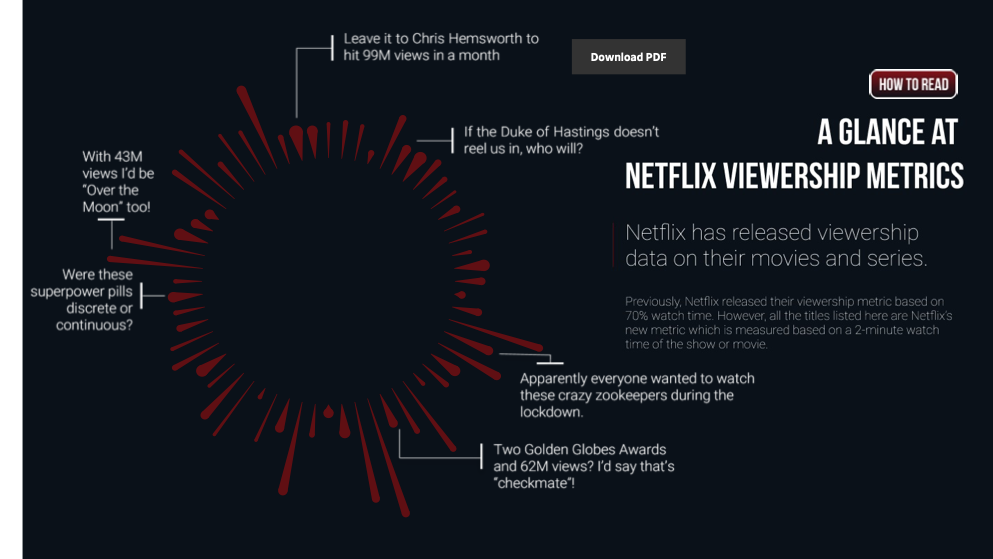 Leave it to Chris Hemsworth to
hit 99M views in a month
Download PDF
HOW TO READ
A GLANCE AT
NETFLIX VIEWERSHIP METRICS
If the Duke of Hastings doesn't
reel us in, who will?
With 43M
views I'd be
"Over the
Moon" too!
Netflix has released viewership
data on their movies and series.
Were these
superpower pills
discrete or
continuous?
Previously, Netflix released their viewership metric based on
70% watch time. However, all the titles listed here are Netflix's
new metric which is measured based on a 2-minute watch
time of the show or movie.
Apparently everyone wanted to watch
these crazy zookeepers during the
lockdown.
Two Golden Globes Awards
and 62M views? I'd say that's
"checkmate"!